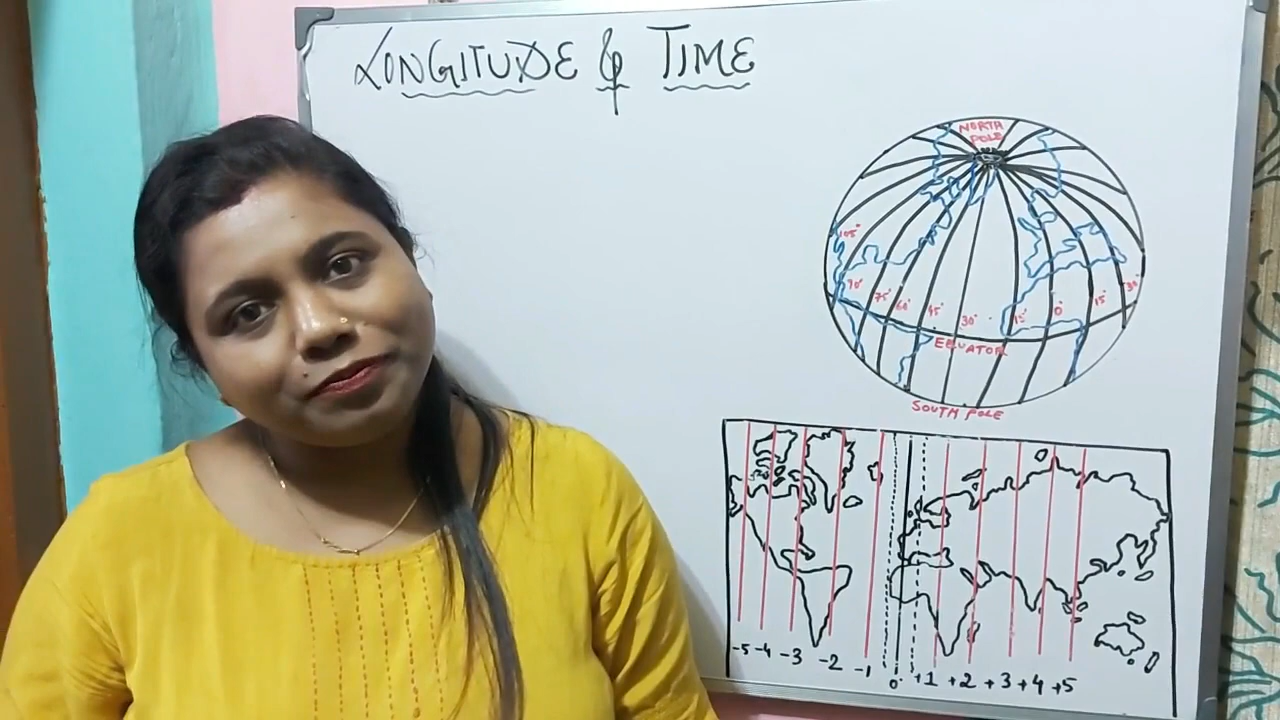 LONGITUDE & TIME
NORTH
POLE
105°
90°
75°
60°
45°
30°
15°
0°
15°
30°
EQUATOR
SOUTH POLE
-5 -4 -3 -2 -1 0° +1 +2 +3 +4 +5